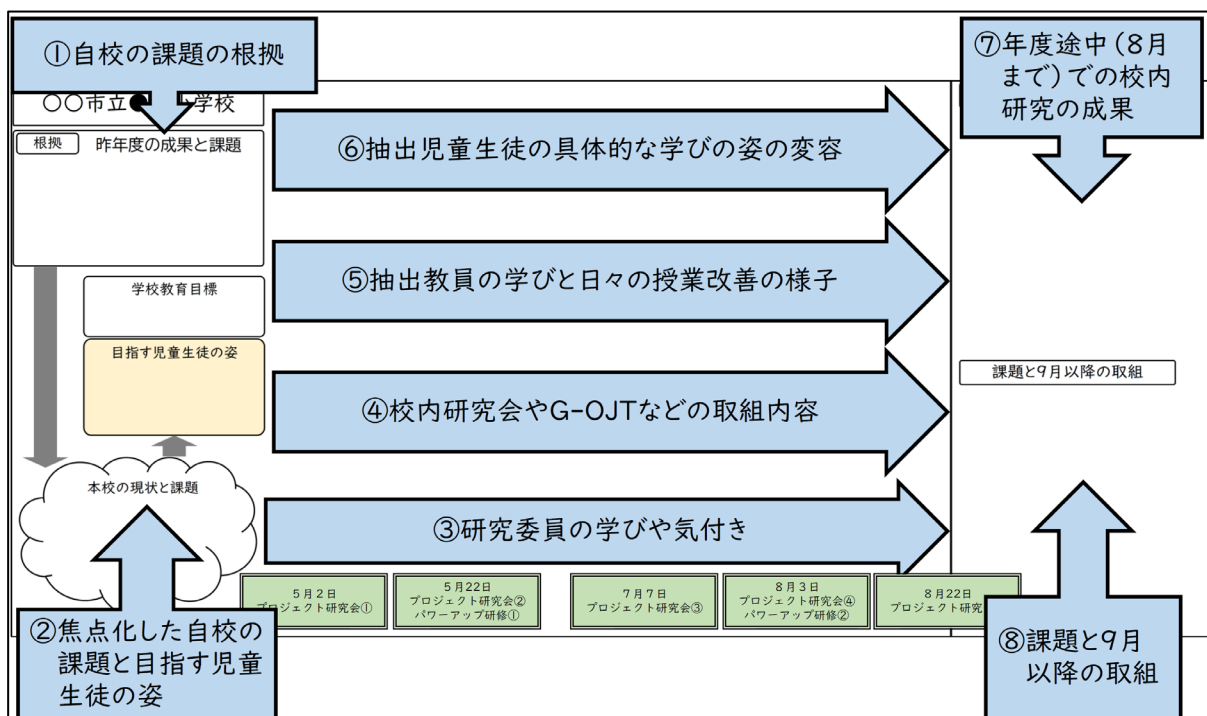 ①自校の課題の根拠
〇〇市立● 小学校
根拠 昨年度の成果と課題
学校教育目標
目指す児童生徒の姿
本校の現状と課題
②焦点化した自校の
課題と目指す児童
生徒の姿
⑥抽出児童生徒の具体的な学びの姿の変容
⑤抽出教員の学びと日々の授業改善の様子
④校内研究会やG-OJTなどの取組内容
③研究委員の学びや気付き
5月2日
プロジェクト研究会①
5月22日
プロジェクト研究会②
パワーアップ研修①
7月7日
プロジェクト研究会③
8月3日
プロジェクト研究会④
パワーアップ研修②
8月22日
プロジェクト研究
⑦年度途中(8月
まで)での校内
研究の成果
課題と9月以降の取組
⑧課題と9月
以降の取組